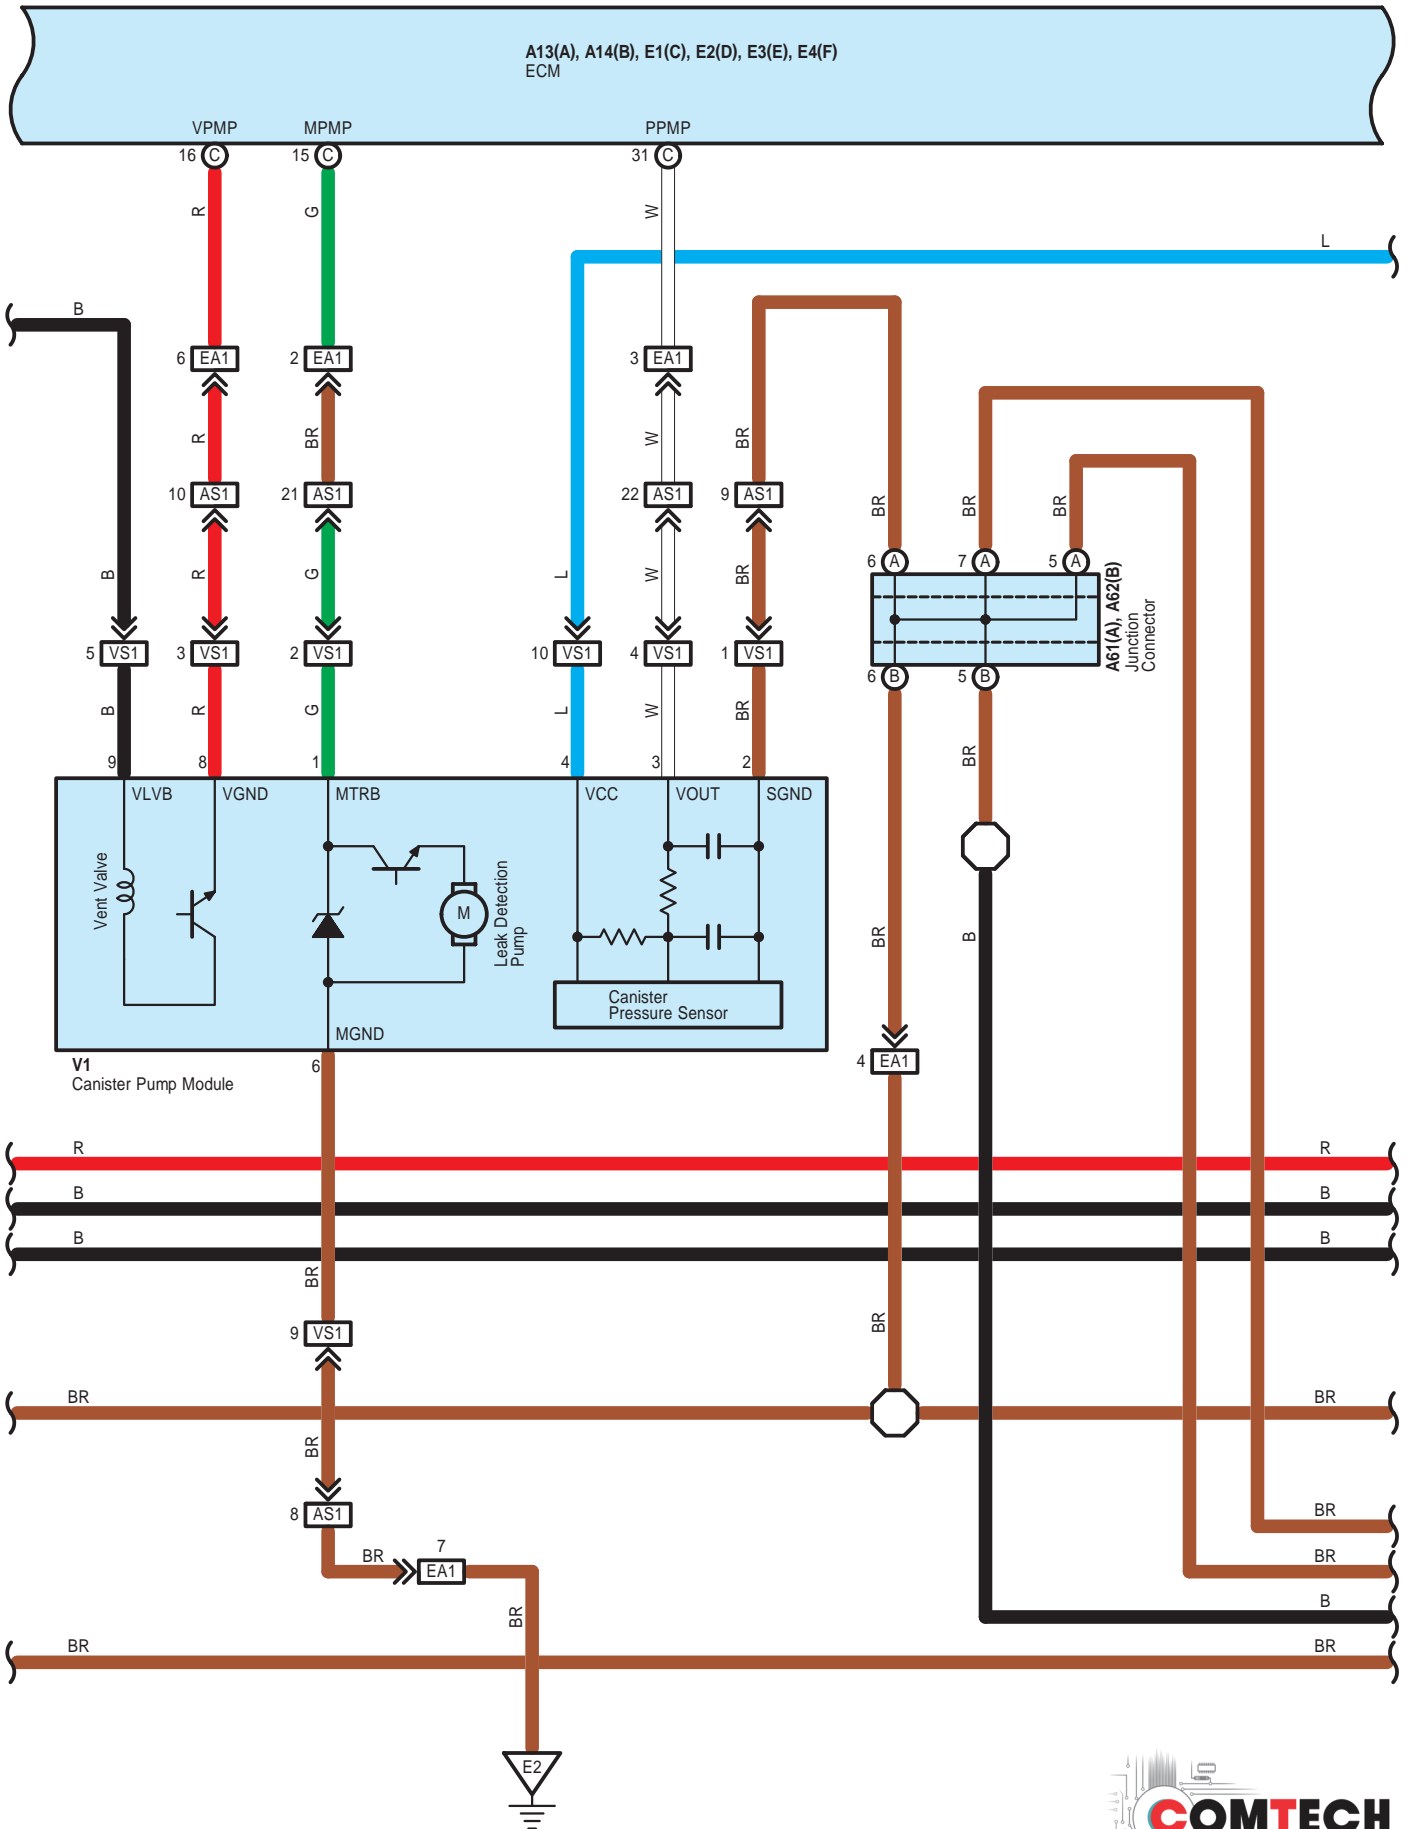 A13(A), A14(B), E1(C), E2(D), E3(E), E4(F)
ECM
VPMP MPMP PPMP
16 C 15 C 31 C
R G W
L
B
6 EA1 2 EA1 3 EA1
R BR W BR
10 AS1 21 AS1 22 AS1 9 AS1
BR BR BR
6 A 7 A 5 A
B R G L W BR
A61(A), A62(B)
Junction
Connector
5 VS1 3 VS1 2 VS1 10 VS1 4 VS1 1 VS1
6 B 5 B
B R G L W BR
BR
9 8 1 4 3 2
VLVB VGND MTRB VCC VOUT SGND
Vent Valve
M
Leak Detection
Pump
BR B
Canister
Pressure Sensor
MGND
V1
Canister Pump Module
6
4 EA1
R R
B B
B B
BR
BR
9 VS1
BR BR
BR
8 AS1
BR
7
BR EA1
BR
BR
B
BR BR
E2
COMTECH